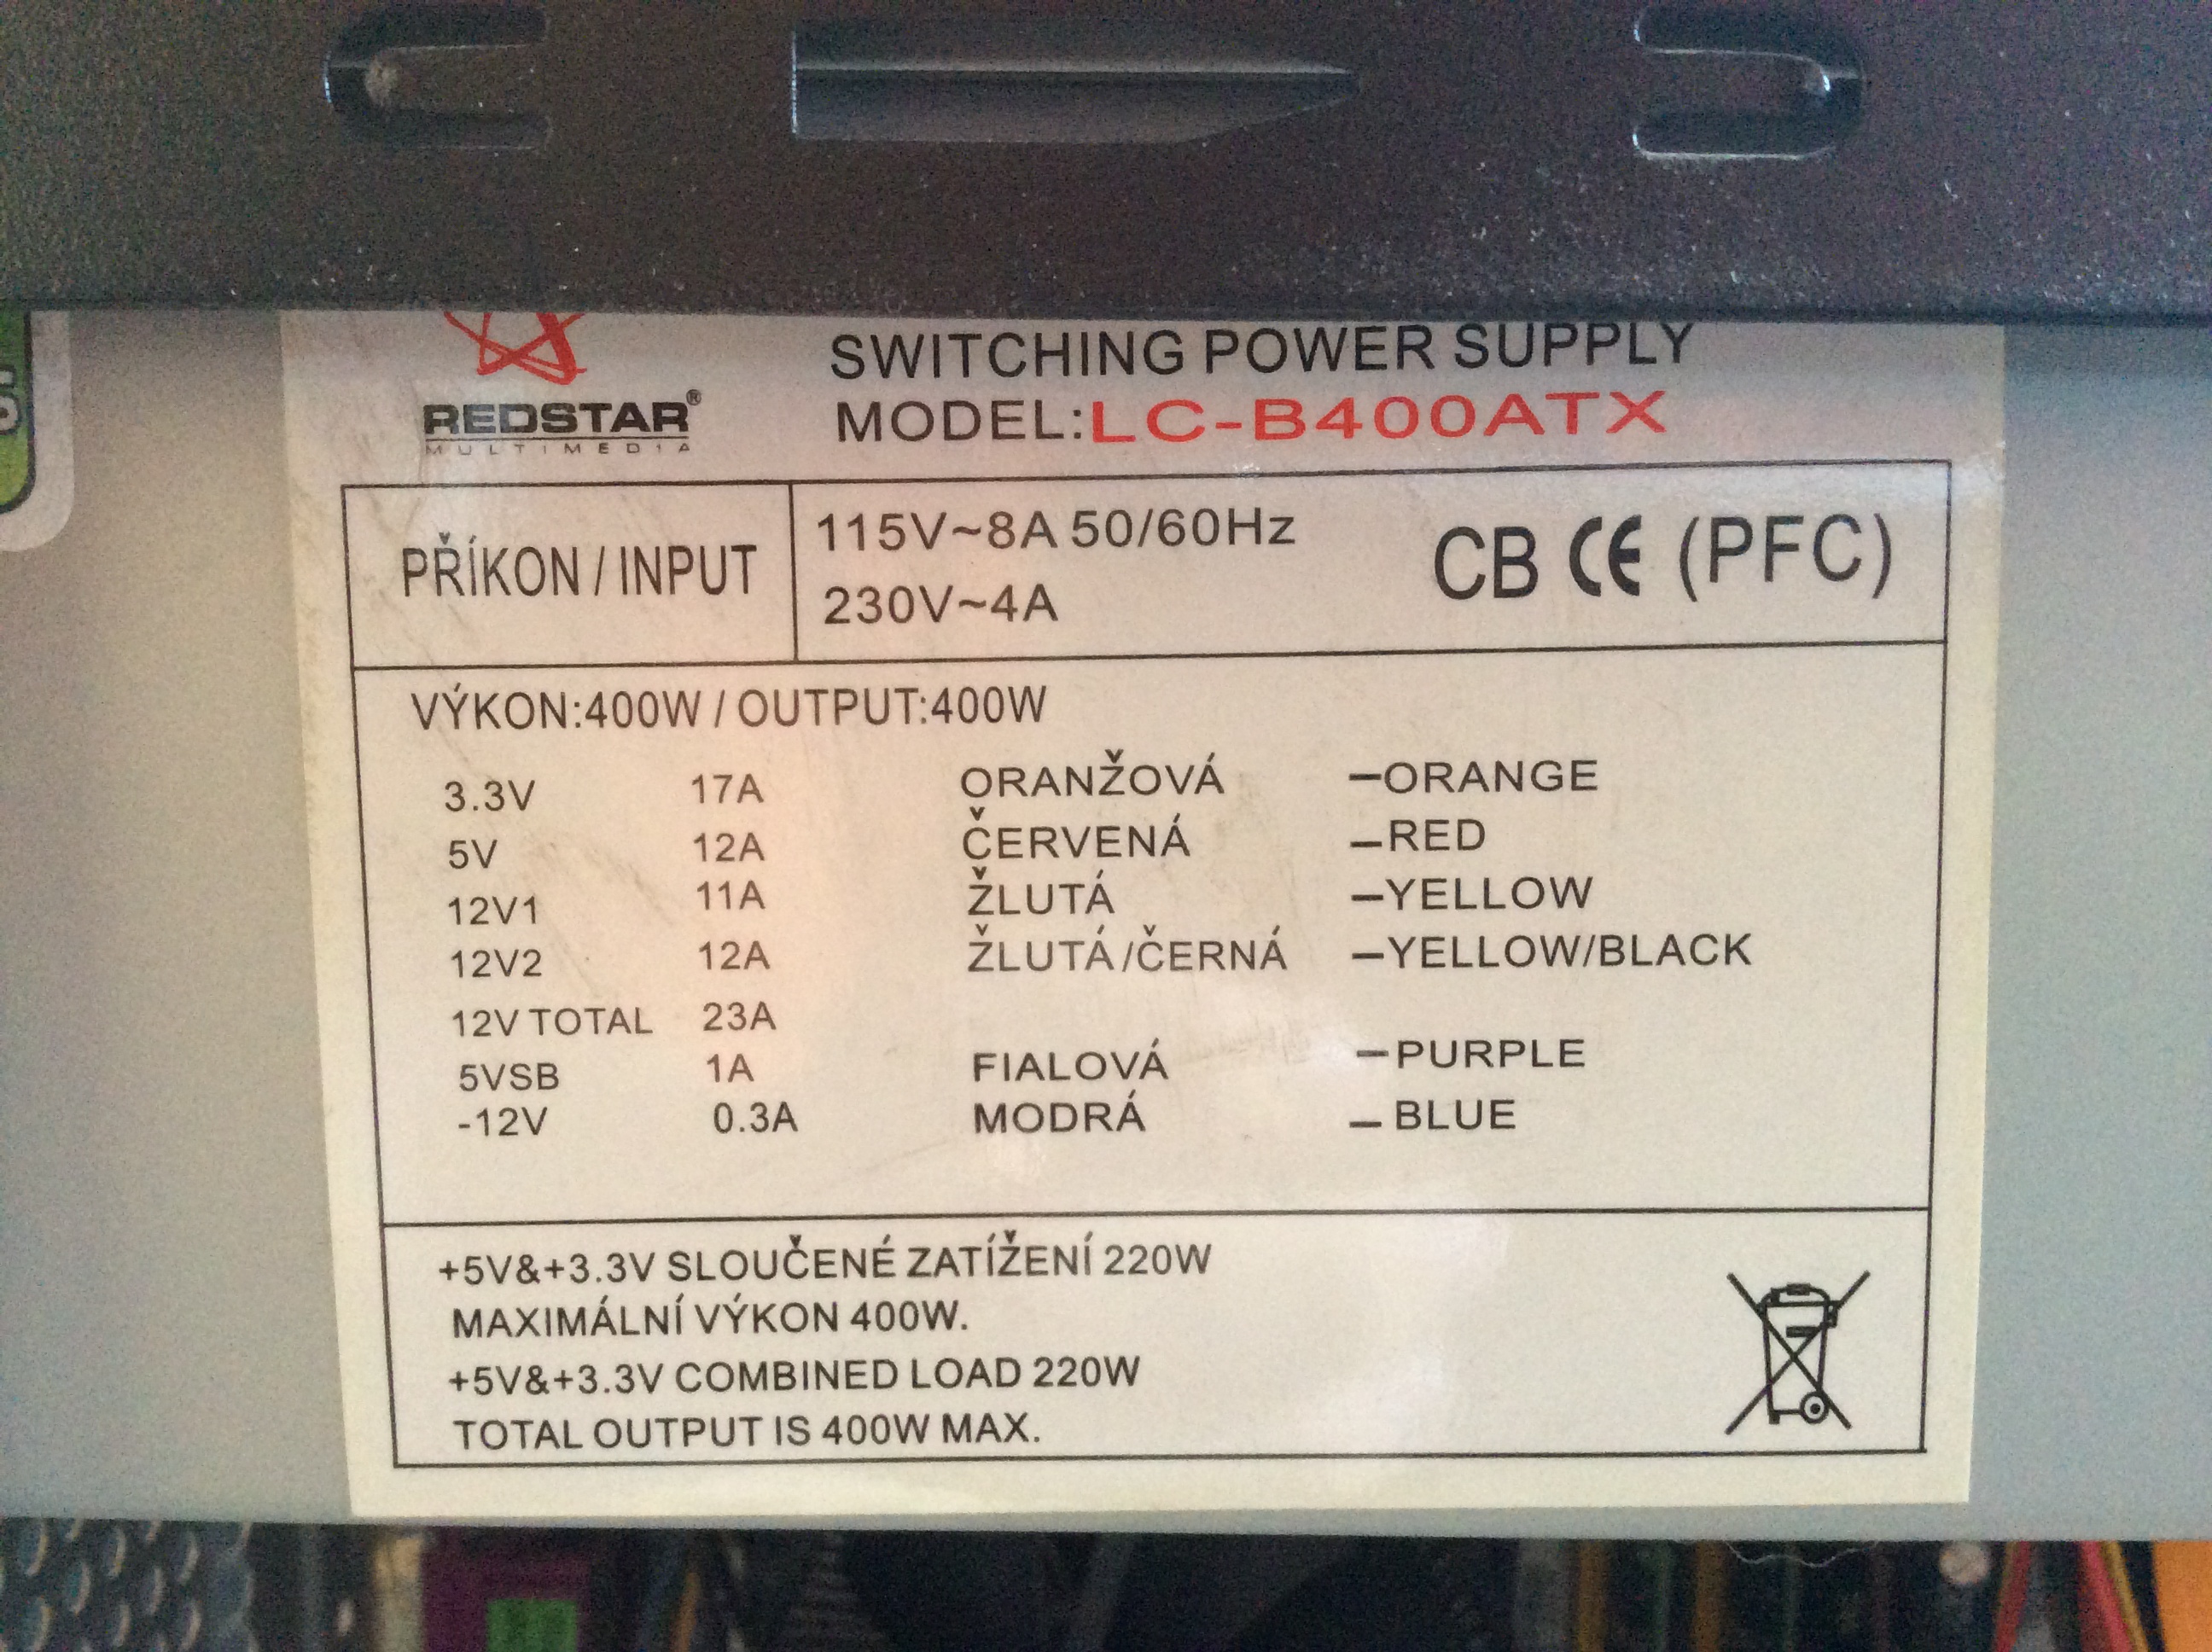 SWITCHING POWER SUPPLY
REDSTAR®
MULTIMEDIA
MODEL:LC-B400ATX
PŘÍKON / INPUT
115V~8A 50/60Hz
230V~4A
CB CE (PFC)
VÝKON:400W / OUTPUT:400W
3.3V 17A ORANŽOVÁ –ORANGE
5V 12A ČERVENÁ –RED
12V1 11A ŽLUTÁ –YELLOW
12V2 12A ŽLUTÁ/ČERNÁ –YELLOW/BLACK
12V TOTAL 23A
5VSB 1A FIALOVÁ –PURPLE
-12V 0.3A MODRÁ – BLUE
+5V&+3.3V SLOUČENÉ ZATÍŽENÍ 220W
MAXIMÁLNÍ VÝKON 400W.
+5V&+3.3V COMBINED LOAD 220W
TOTAL OUTPUT IS 400W MAX.